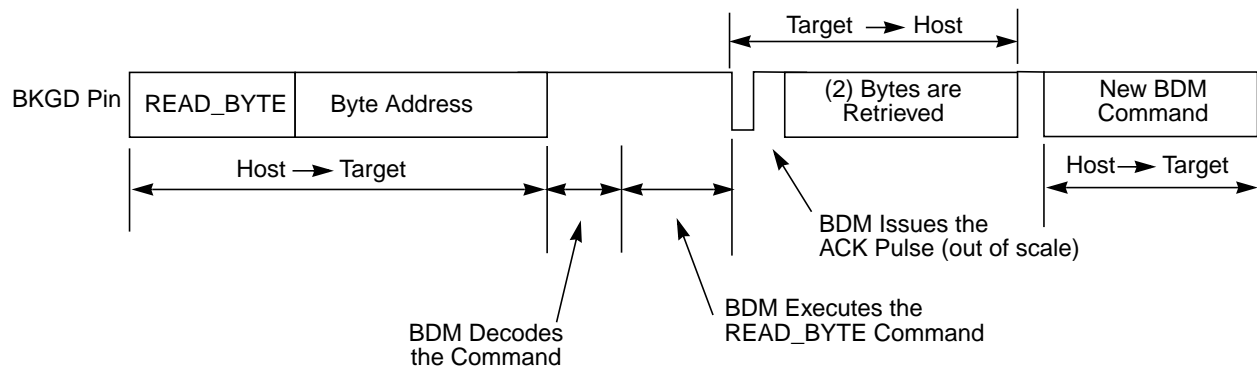 Target → Host
BKGD Pin
READ_BYTE
Byte Address
(2) Bytes are
Retrieved
New BDM
Command
Host → Target
Host → Target
BDM Issues the
ACK Pulse (out of scale)
BDM Decodes
the Command
BDM Executes the
READ_BYTE Command